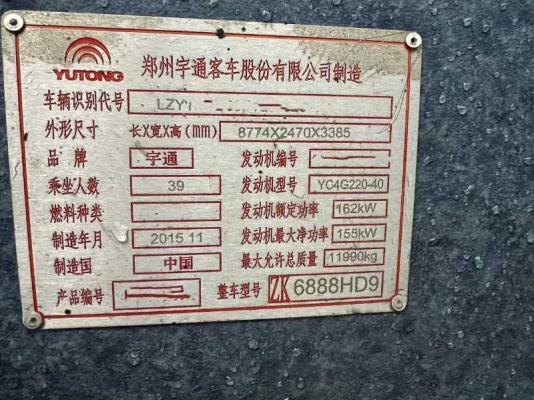 YUTONG
郑州宇通客车股份有限公司制造
车辆识别代号 LZY
外形尺寸 长X宽X高(mm) 8774X2470X3385
品牌 宇通 发动机编号
乘坐人数 39 发动机型号 YC4G220-40
燃料种类 发动机额定功率 162kW
制造年月 2015 11 发动机最大净功率 155kW
制造国 中国 最大允许总质量 11990kg
产品编号 整车型号 ZK 6888HD9